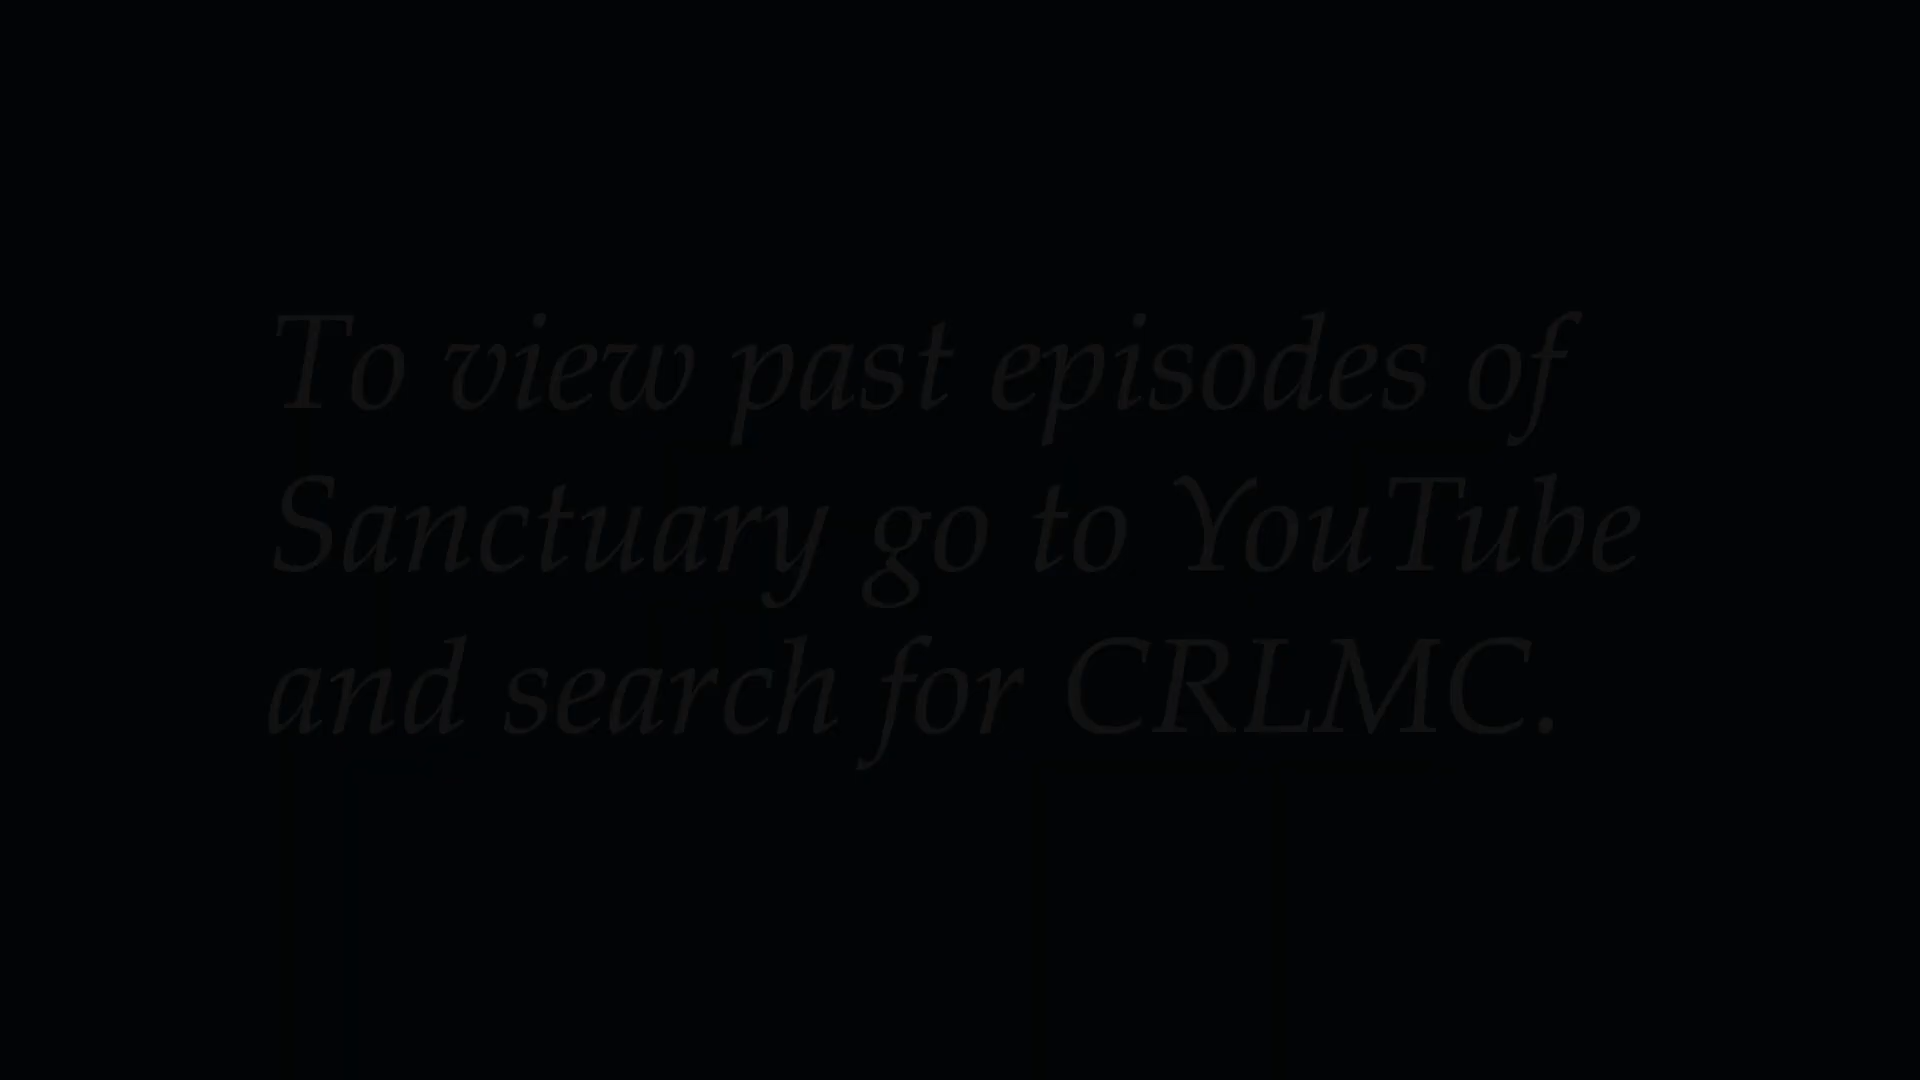 To view past episodes of
Sanctuary go to YouTube
and search for CRLMC.